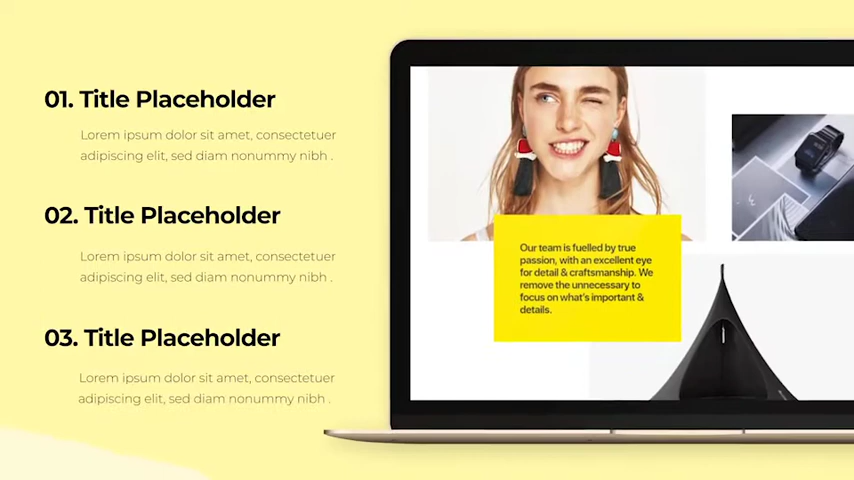 01. Title Placeholder
Lorem ipsum dolor sit amet, consectetuer
adipiscing elit, sed diam nonummy nibh .
02. Title Placeholder
Lorem ipsum dolor sit amet, consectetuer
adipiscing elit, sed diam nonummy nibh .
03. Title Placeholder
Lorem ipsum dolor sit amet, consectetuer
adipiscing elit, sed diam nonummy nibh .
Our team is fuelled by true
passion, with an excellent eye
for detail & craftsmanship. We
remove the unnecessary to
focus on what's important &
details.